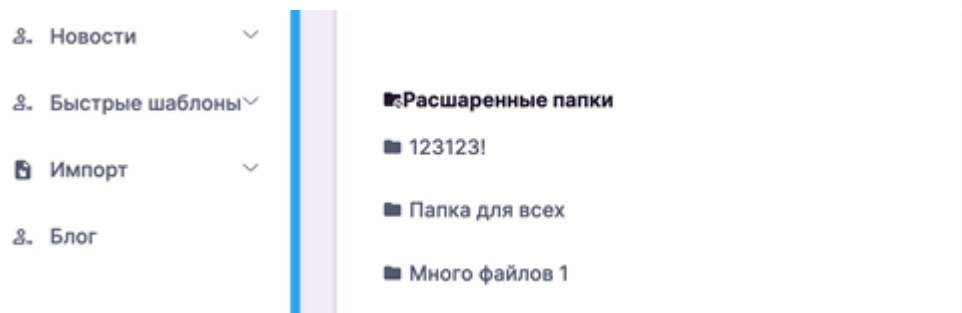 Новости
Быстрые шаблоны
Импорт
Блог
Расшаренные папки
123123!
Папка для всех
Много файлов 1